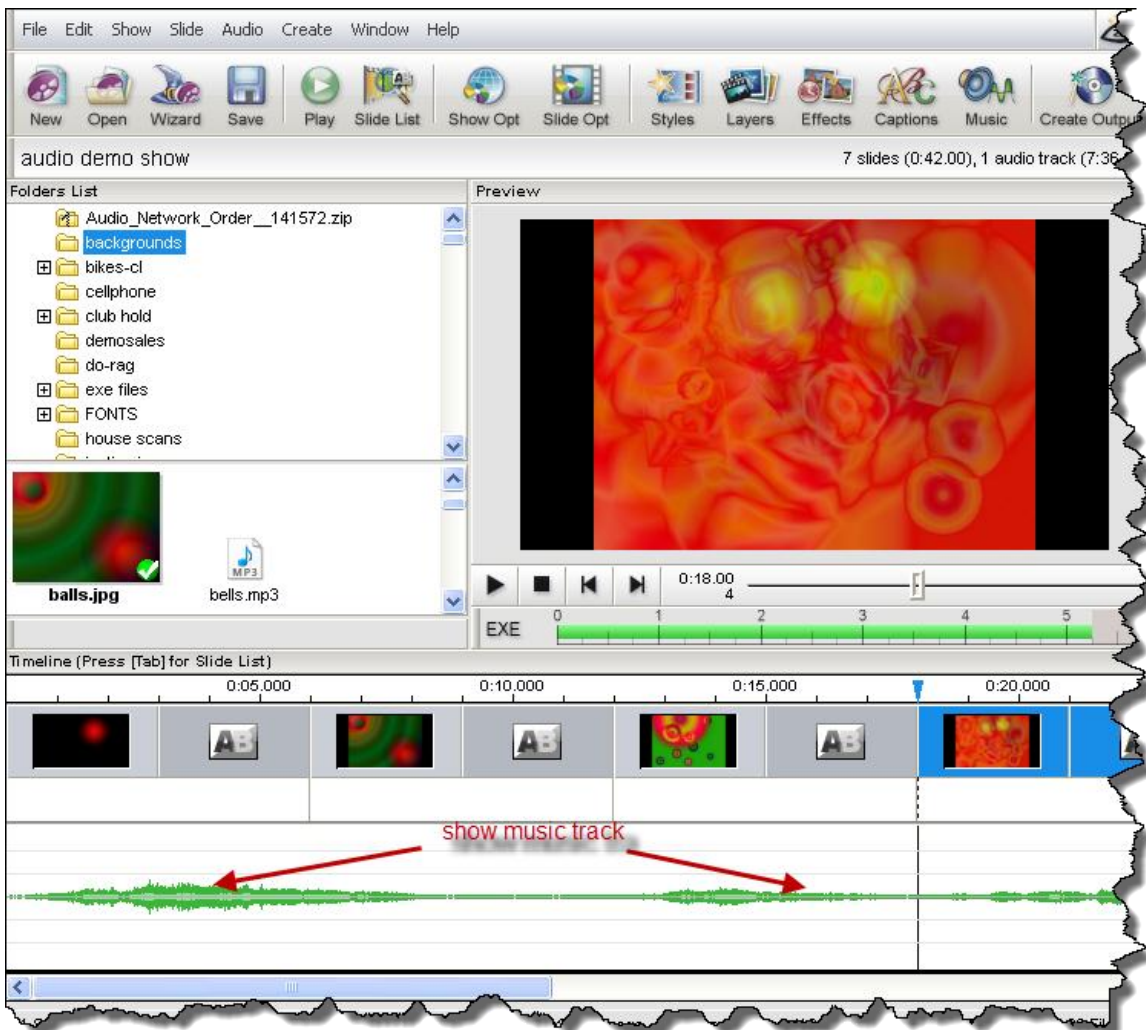 File Edit Show Slide Audio Create Window Help
New Open Wizard Save Play Slide List Show Opt Slide Opt Styles Layers Effects Captions Music Create
audio demo show
7 slides (0:42.00), 1 audio track (7:36
Folders List
Preview
Audio_Network_Order__141572.zip
backgrounds
bikes-cl
cellphone
club hold
demosales
do-rag
exe files
FONTS
house scans
MP3
balls.jpg
bells.mp3
0:18.00
4
EXE
0 1 2 3 4 5
Timeline (Press [Tab] for Slide List)
0:05.000 0:10.000 0:15.000 0:20.000
AB AB AB
show music track